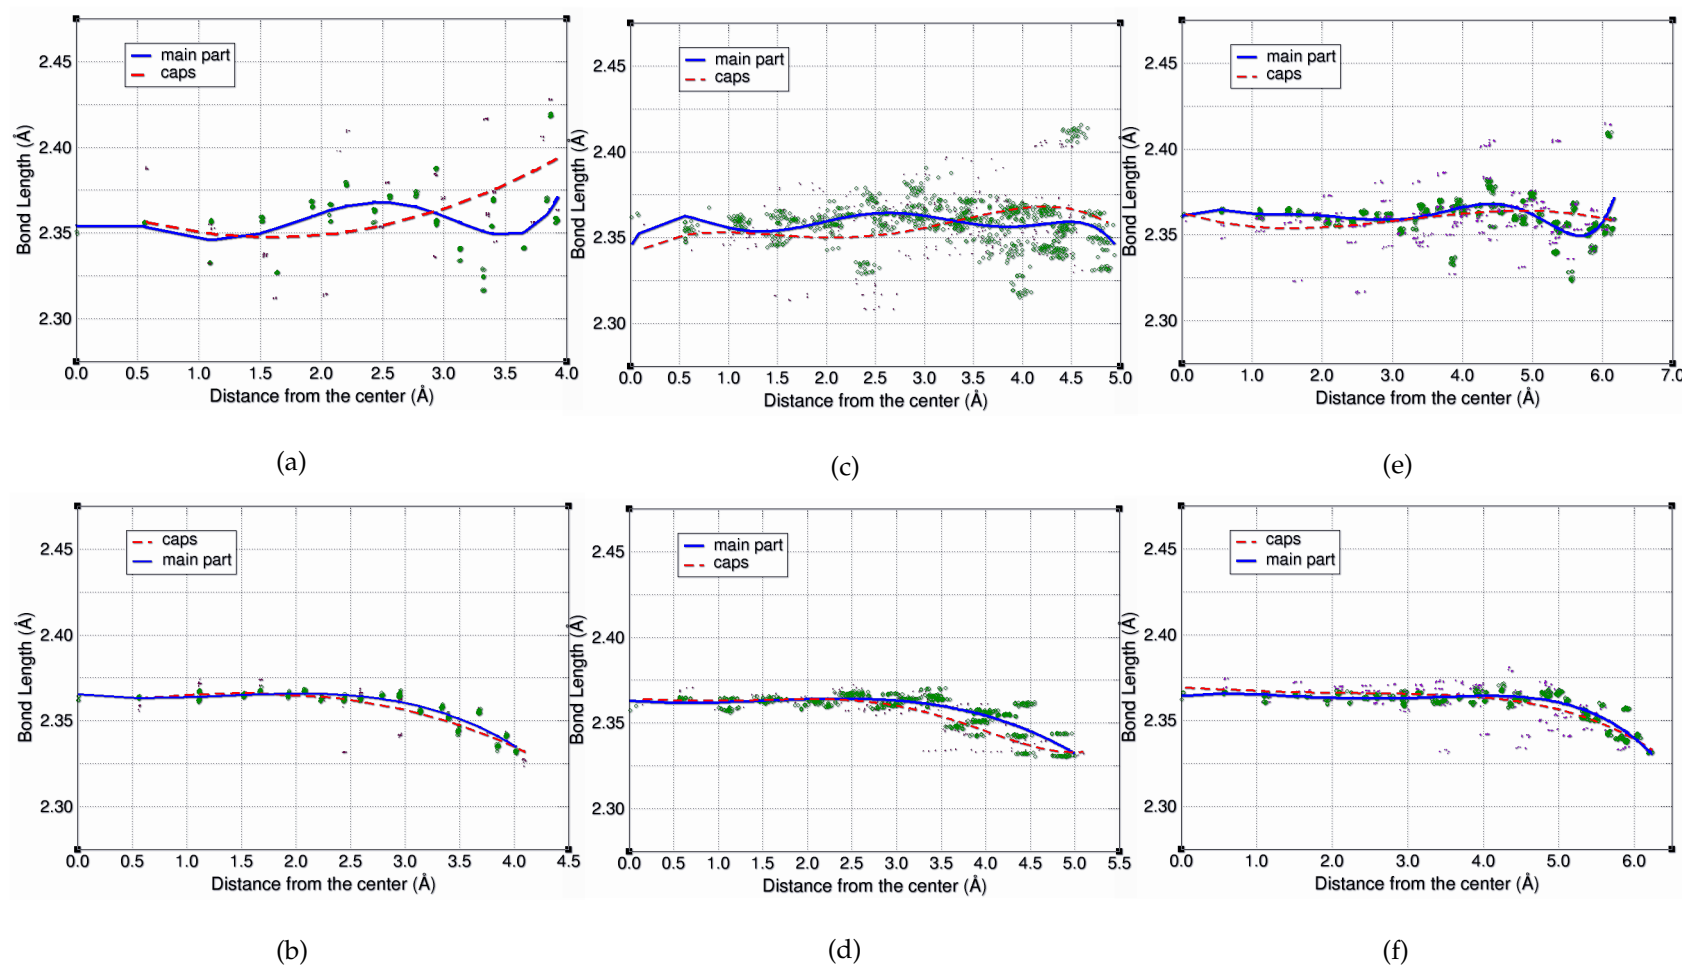 main part
caps
2.45
2.40
2.35
2.30
Bond Length (Å)
0.0 0.5 1.0 1.5 2.0 2.5 3.0 3.5 4.0
Distance from the center (Å)
(a)
main part
caps
2.45
2.40
2.35
2.30
Bond Length (Å)
0.0 0.5 1.0 1.5 2.0 2.5 3.0 3.5 4.0 4.5 5.0
Distance from the center (Å)
(c)
main part
caps
2.45
2.40
2.35
2.30
Bond Length (Å)
0.0 1.0 2.0 3.0 4.0 5.0 6.0 7.0
Distance from the center (Å)
(e)
caps
main part
2.45
2.40
2.35
2.30
Bond Length (Å)
0.0 0.5 1.0 1.5 2.0 2.5 3.0 3.5 4.0 4.5
Distance from the center (Å)
(b)
main part
caps
2.45
2.40
2.35
2.30
Bond Length (Å)
0.0 0.5 1.0 1.5 2.0 2.5 3.0 3.5 4.0 4.5 5.0 5.5
Distance from the center (Å)
(d)
caps
main part
2.45
2.40
2.35
2.30
Bond Length (Å)
0.0 1.0 2.0 3.0 4.0 5.0 6.0
Distance from the center (Å)
(f)